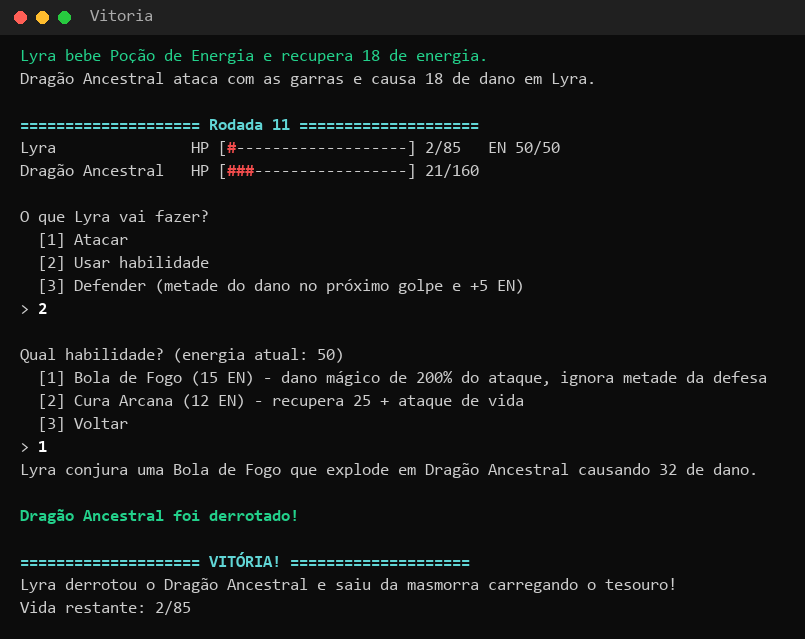 Vitoria
Lyra bebe Poção de Energia e recupera 18 de energia.
Dragão Ancestral ataca com as garras e causa 18 de dano em Lyra.
==================== Rodada 11 ====================
Lyra               HP [#-------------------] 2/85   EN 50/50
Dragão Ancestral   HP [###-----------------] 21/160
O que Lyra vai fazer?
  [1] Atacar
  [2] Usar habilidade
  [3] Defender (metade do dano no próximo golpe e +5 EN)
> 2
Qual habilidade? (energia atual: 50)
  [1] Bola de Fogo (15 EN) - dano mágico de 200% do ataque, ignora metade da defesa
  [2] Cura Arcana (12 EN) - recupera 25 + ataque de vida
  [3] Voltar
> 1
Lyra conjura uma Bola de Fogo que explode em Dragão Ancestral causando 32 de dano.
Dragão Ancestral foi derrotado!
==================== VITÓRIA! ====================
Lyra derrotou o Dragão Ancestral e saiu da masmorra carregando o tesouro!
Vida restante: 2/85